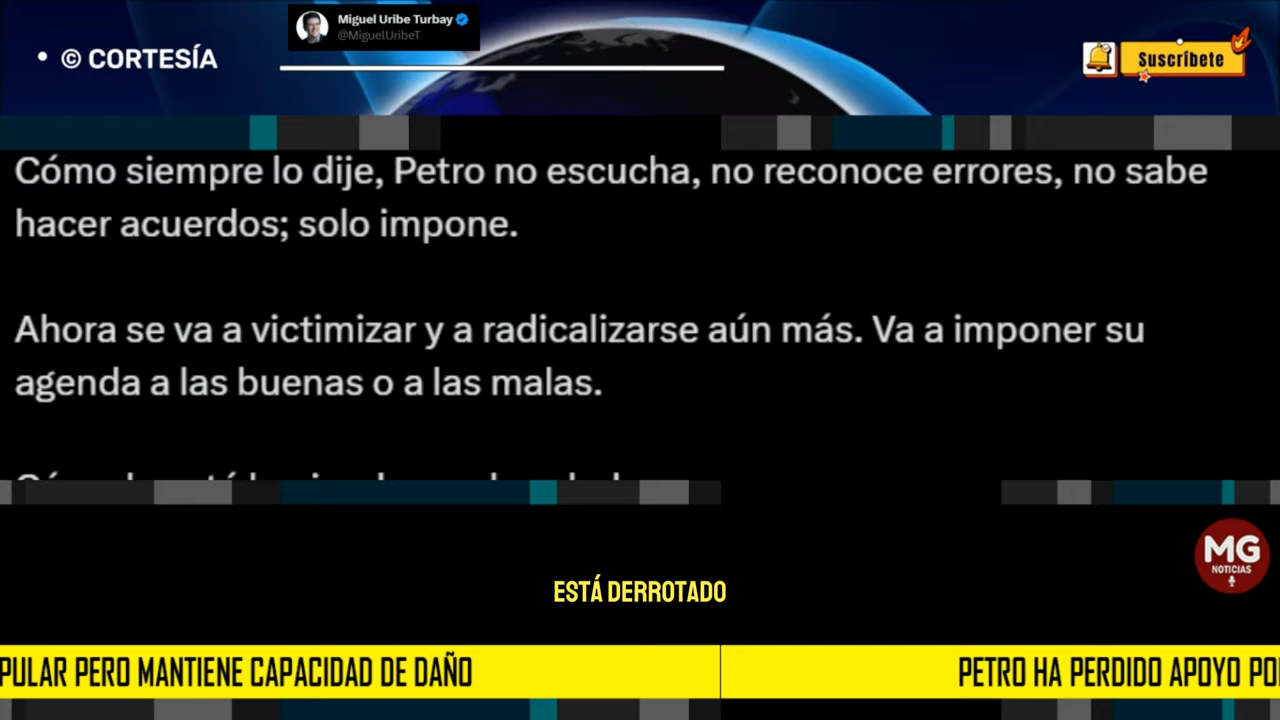 Miguel Uribe Turbay
@MiguelUribeT
• © CORTESÍA
Suscríbete
Cómo siempre lo dije, Petro no escucha, no reconoce errores, no sabe
hacer acuerdos; solo impone.
Ahora se va a victimizar y a radicalizarse aún más. Va a imponer su
agenda a las buenas o a las malas.
MG
NOTICIAS
ESTÁ DERROTADO
PULAR PERO MANTIENE CAPACIDAD DE DAÑO
PETRO HA PERDIDO APOYO PO